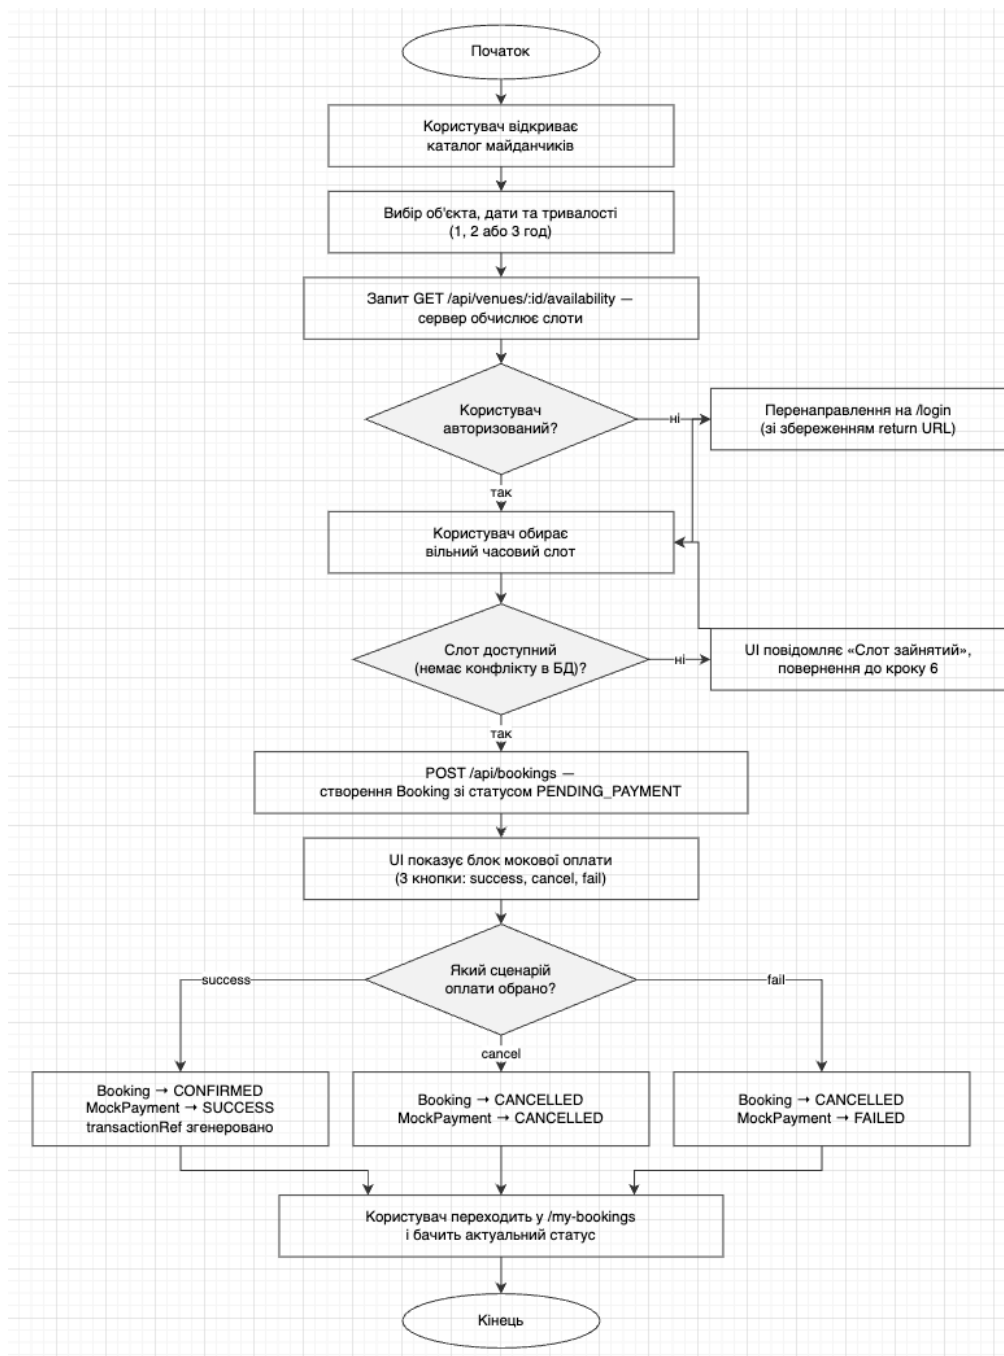 Початок
Користувач відкриває
каталог майданчиків
Вибір об'єкта, дати та тривалості
(1, 2 або 3 год)
Запит GET /api/venues/:id/availability —
сервер обчислює слоти
Користувач
авторизований?
ні
Перенаправлення на /login
(зі збереженням return URL)
так
Користувач обирає
вільний часовий слот
Слот доступний
(немає конфлікту в БД)?
ні
UI повідомляє «Слот зайнятий»,
повернення до кроку 6
так
POST /api/bookings —
створення Booking зі статусом PENDING_PAYMENT
UI показує блок мокової оплати
(3 кнопки: success, cancel, fail)
Який сценарій
оплати обрано?
success
fail
cancel
Booking → CONFIRMED
MockPayment → SUCCESS
transactionRef згенеровано
Booking → CANCELLED
MockPayment → CANCELLED
Booking → CANCELLED
MockPayment → FAILED
Користувач переходить у /my-bookings
і бачить актуальний статус
Кінець